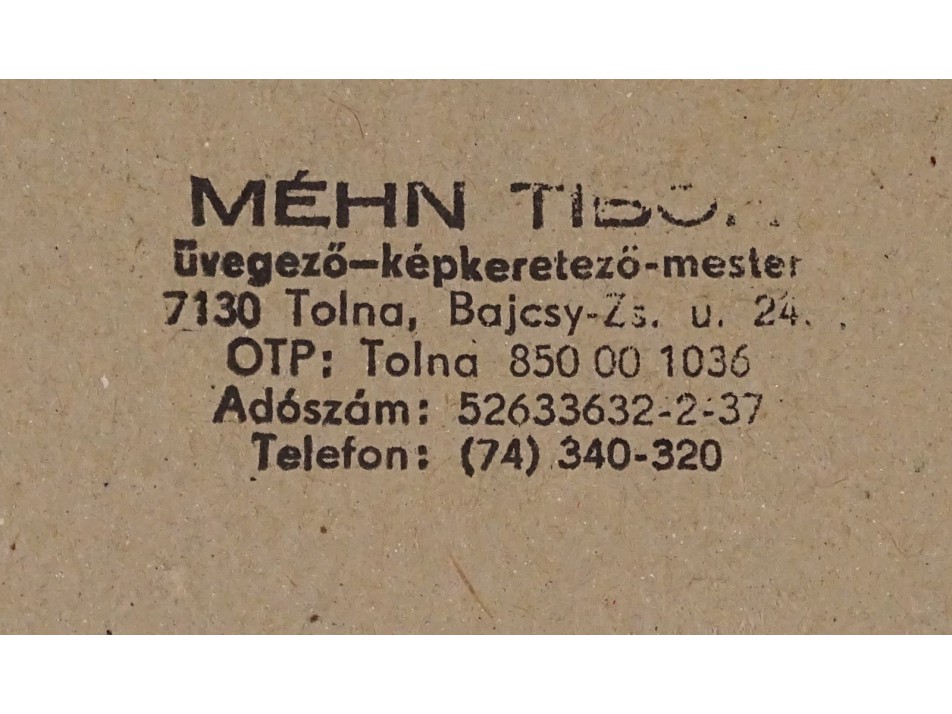 MÉHN TIBOR
üvegező-képkeretező-mester
7130 Tolna, Bajcsy-Zs. u. 24.
OTP: Tolna 850 00 1036
Adószám: 52633632-2-37
Telefon: (74) 340-320